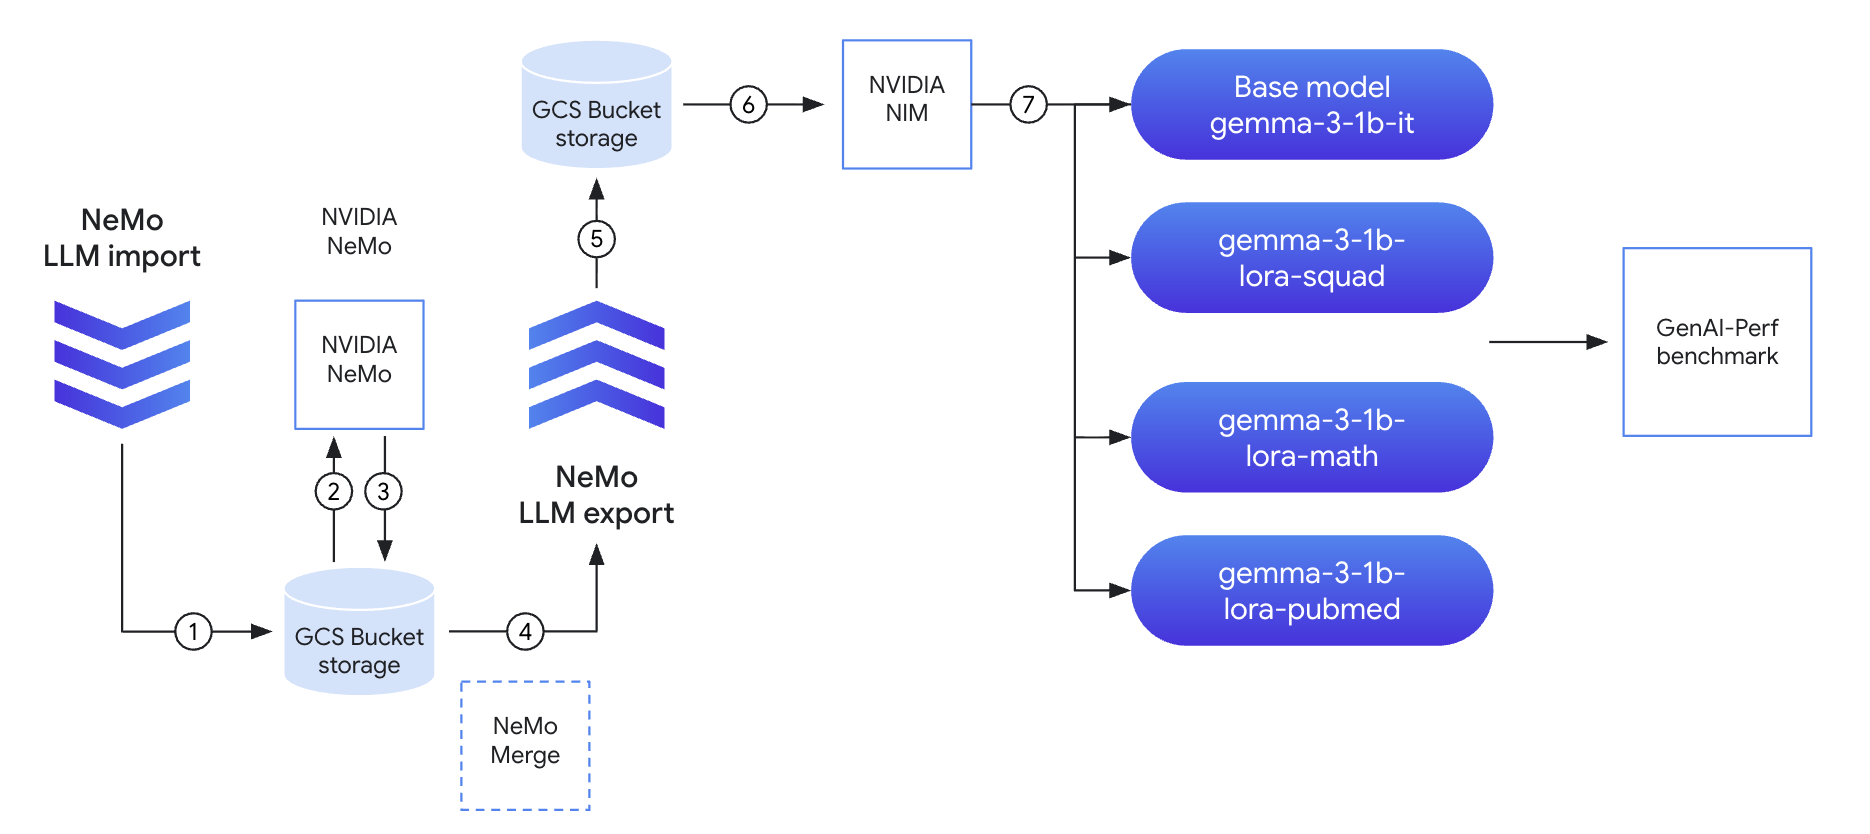 NeMo
LLM import
1
NVIDIA
NeMo
NVIDIA
NeMo
2
3
GCS Bucket
storage
4
NeMo
Merge
NeMo
LLM export
5
GCS Bucket
storage
6
NVIDIA
NIM
7
Base model
gemma-3-1b-it
gemma-3-1b-
lora-squad
gemma-3-1b-
lora-math
gemma-3-1b-
lora-pubmed
GenAI-Perf
benchmark